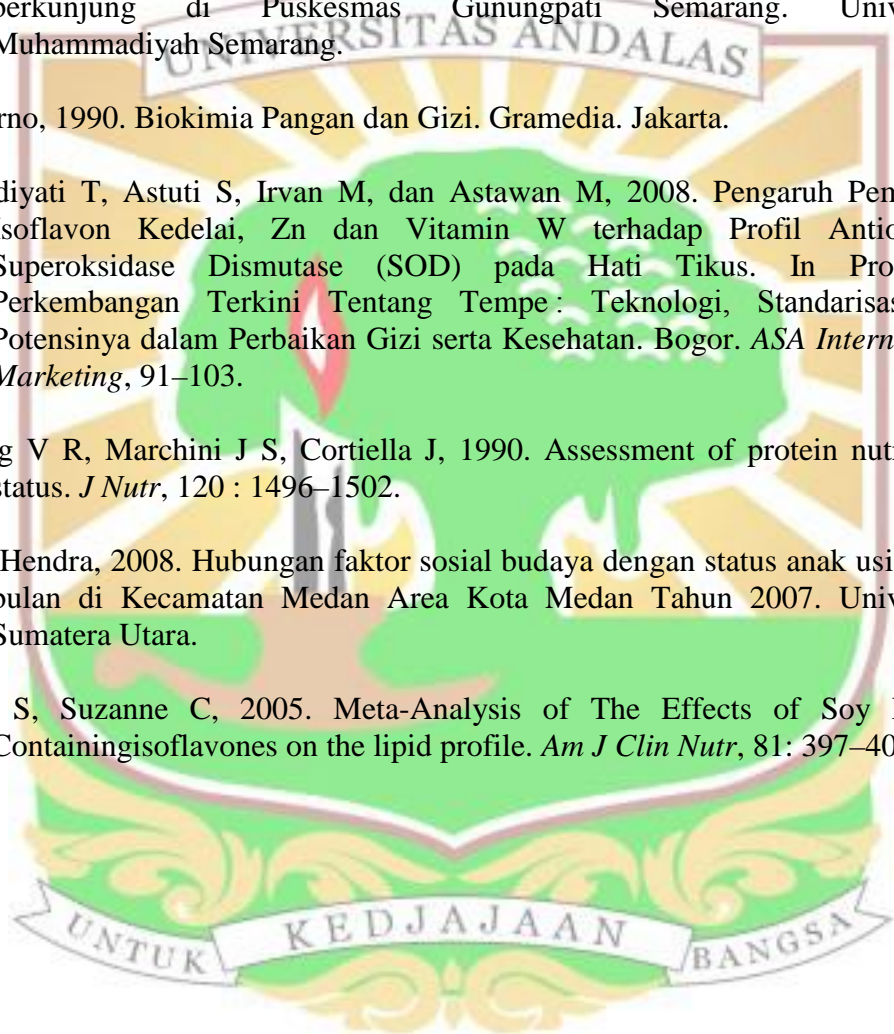 berkunjung di Puskesmas Gunungpati Semarang. Univ
Muhammadiyah Semarang.
UNIVERSITAS ANDALAS
rno, 1990. Biokimia Pangan dan Gizi. Gramedia. Jakarta.
diyati T, Astuti S, Irvan M, dan Astawan M, 2008. Pengaruh Pem
Isoflavon Kedelai, Zn dan Vitamin W terhadap Profil Antio
Superoksidase Dismutase (SOD) pada Hati Tikus. In Pro
Perkembangan Terkini Tentang Tempe : Teknologi, Standarisas
Potensinya dalam Perbaikan Gizi serta Kesehatan. Bogor. ASA Intern
Marketing, 91–103.
g V R, Marchini J S, Cortiella J, 1990. Assessment of protein nutr
status. J Nutr, 120 : 1496–1502.
Hendra, 2008. Hubungan faktor sosial budaya dengan status anak usi
bulan di Kecamatan Medan Area Kota Medan Tahun 2007. Univ
Sumatera Utara.
S, Suzanne C, 2005. Meta-Analysis of The Effects of Soy
Containingisoflavones on the lipid profile. Am J Clin Nutr, 81: 397–40
UNTUK KEDJAJAAN BANGSA